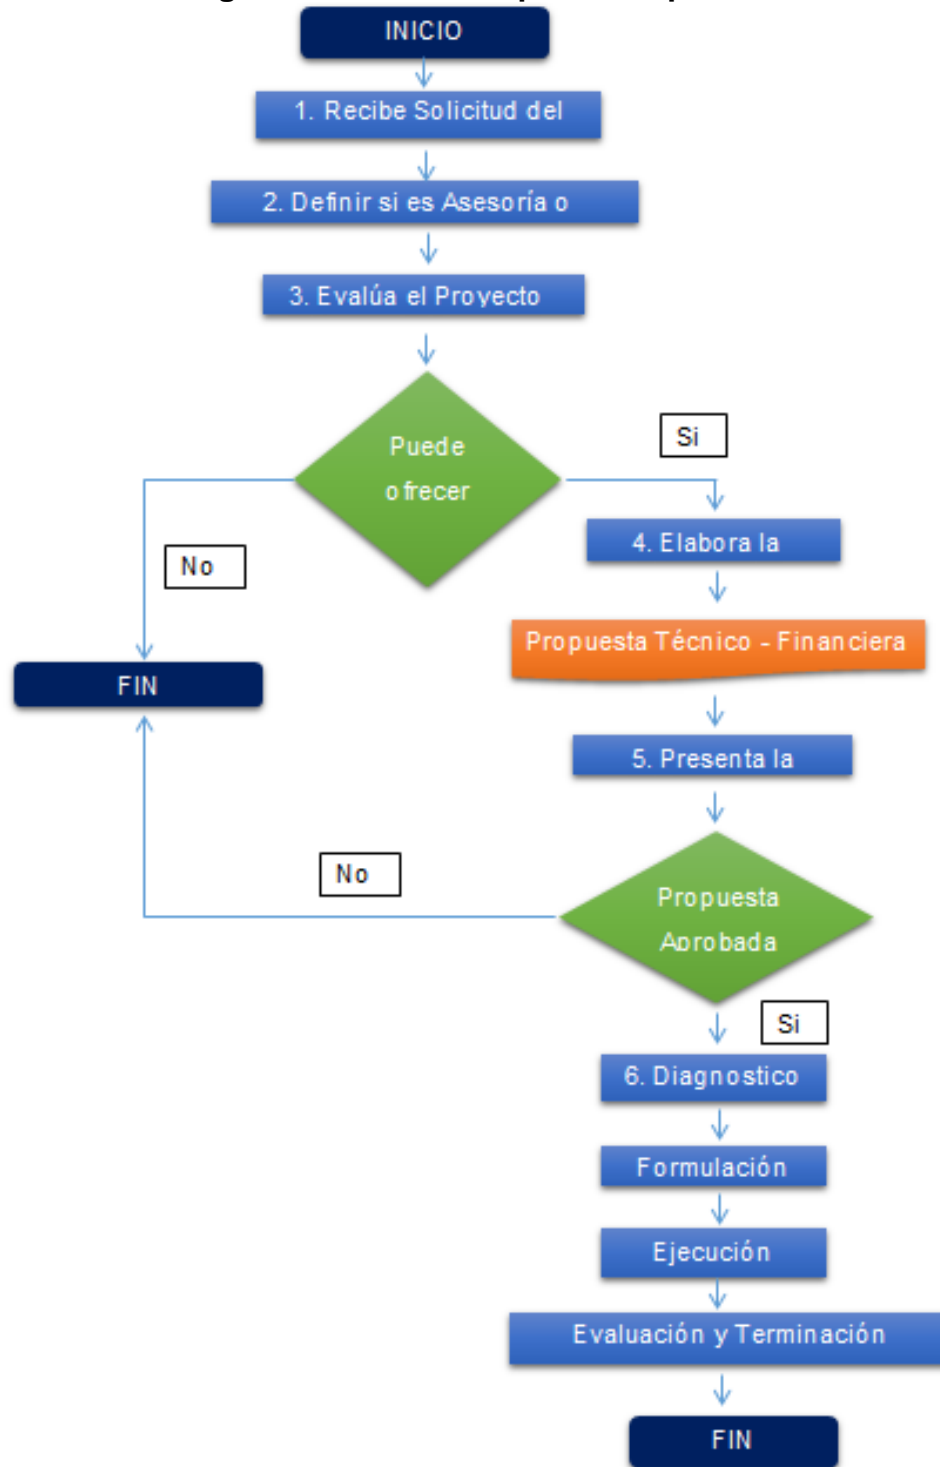 INICIO
1. Recibe Solicitud del
2. Definir si es Asesoría o
3. Evalúa el Proyecto
Puede
ofrecer
Si
No
4. Elabora la
Propuesta Técnico - Financiera
FIN
5. Presenta la
No
Propuesta
Aprobada
Si
6. Diagnostico
Formulación
Ejecución
Evaluación y Terminación
FIN